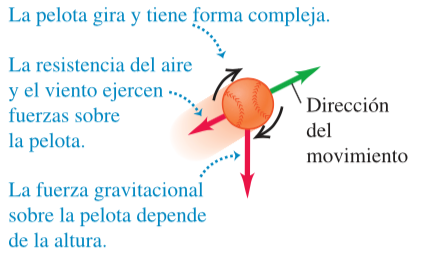 La pelota gira y tiene forma compleja.
La resistencia del aire
y el viento ejercen
fuerzas sobre
la pelota.
Dirección
del
movimiento
La fuerza gravitacional
sobre la pelota depende
de la altura.